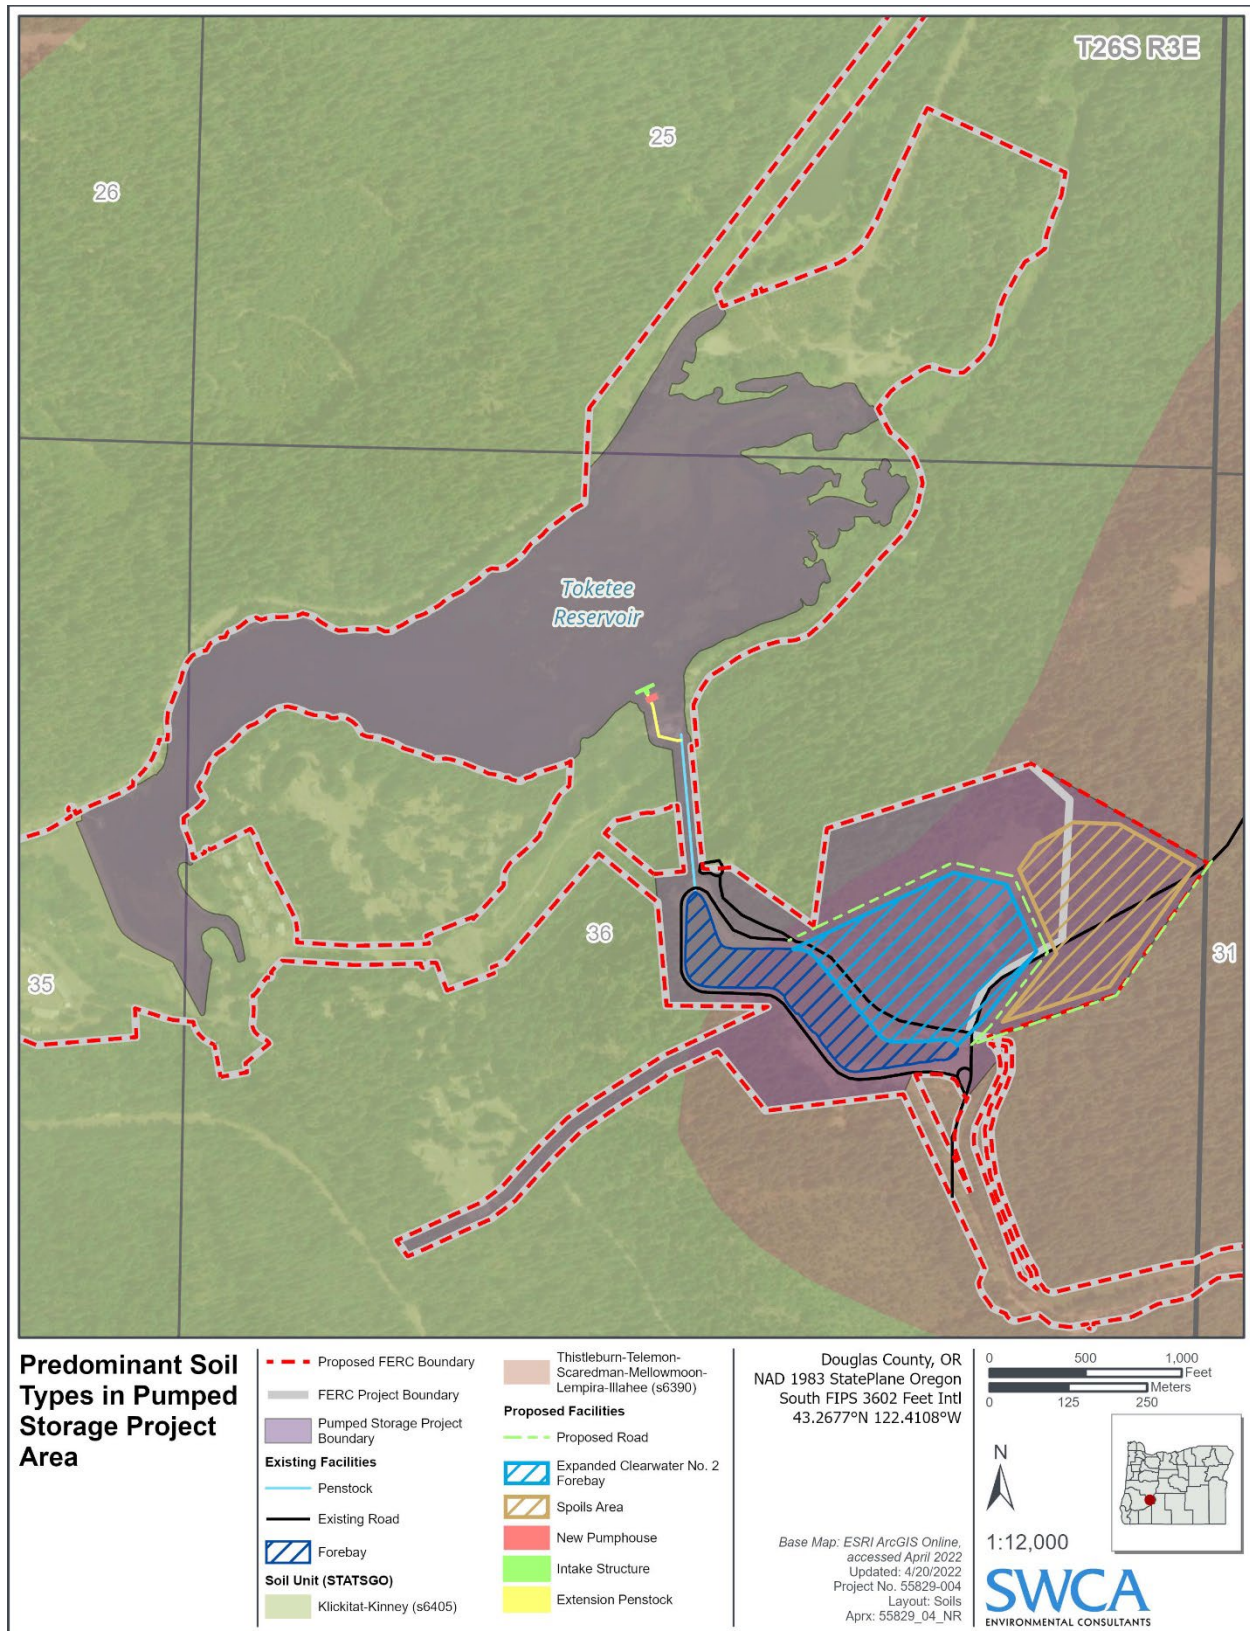 T26S R3E
25
26
Toketee
Reservoir
36
35
31
Predominant Soil
Types in Pumped
Storage Project
Area
Proposed FERC Boundary
FERC Project Boundary
Pumped Storage Project
Boundary
Existing Facilities
Penstock
Existing Road
Forebay
Soil Unit (STATSGO)
Klickitat-Kinney (s6405)
Thistleburn-Telemon-
Scaredman-Mellowmoon-
Lempira-Illahee (s6390)
Proposed Facilities
Proposed Road
Expanded Clearwater No. 2
Forebay
Spoils Area
New Pumphouse
Intake Structure
Extension Penstock
Douglas County, OR
NAD 1983 StatePlane Oregon
South FIPS 3602 Feet Intl
43.2677°N 122.4108°W
Base Map: ESRI ArcGIS Online,
accessed April 2022
Updated: 4/20/2022
Project No. 55829-004
Layout: Soils
Aprx: 55829_04_NR
0 500 1,000
Feet
Meters
0 125 250
N
1:12,000
SWCA
ENVIRONMENTAL CONSULTANTS